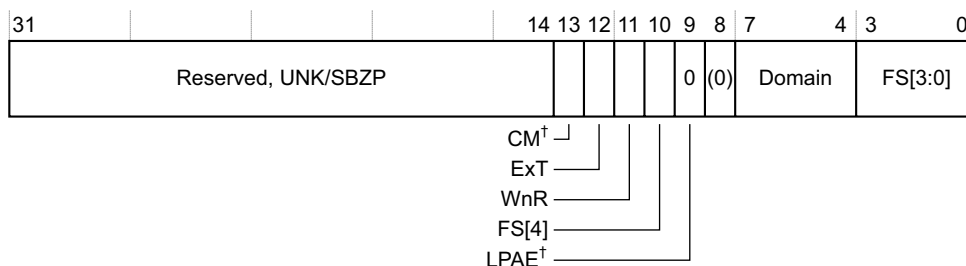 31 14 13 12 11 10 9 8 7 4 3 0
Reserved, UNK/SBZP 0 (0) Domain FS[3:0]
CM†
ExT
WnR
FS[4]
LPAE†